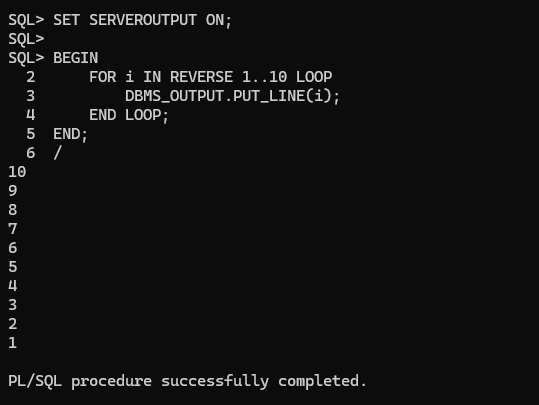 SQL> SET SERVEROUTPUT ON;
SQL>
SQL> BEGIN
  2      FOR i IN REVERSE 1..10 LOOP
  3          DBMS_OUTPUT.PUT_LINE(i);
  4      END LOOP;
  5  END;
  6  /
10
9
8
7
6
5
4
3
2
1
PL/SQL procedure successfully completed.